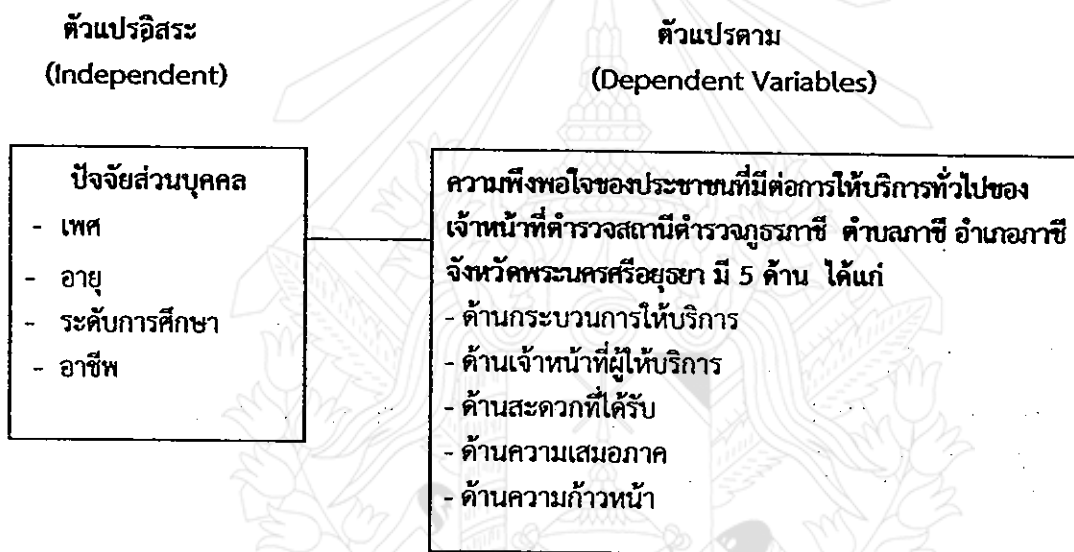 ตัวแปรอิสระ
(Independent)
ตัวแปรตาม
(Dependent Variables)
ปัจจัยส่วนบุคคล
- เพศ
- อายุ
- ระดับการศึกษา
- อาชีพ
ความพึงพอใจของประชาชนที่มีต่อการให้บริการทั่วไปของ
เจ้าหน้าที่ตำรวจสถานีตำรวจภูธรภาชี ตำบลภาชี อำเภอภาชี
จังหวัดพระนครศรีอยุธยา มี 5 ด้าน ได้แก่
- ด้านกระบวนการให้บริการ
- ด้านเจ้าหน้าที่ผู้ให้บริการ
- ด้านสะดวกที่ได้รับ
- ด้านความเสมอภาค
- ด้านความก้าวหน้า